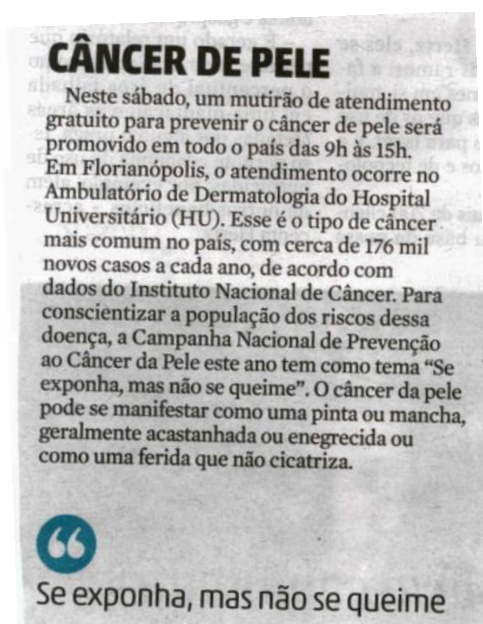 CÂNCER DE PELE
Neste sábado, um mutirão de atendimento
gratuito para prevenir o câncer de pele será
promovido em todo o país das 9h às 15h.
Em Florianópolis, o atendimento ocorre no
Ambulatório de Dermatologia do Hospital
Universitário (HU). Esse é o tipo de câncer
mais comum no país, com cerca de 176 mil
novos casos a cada ano, de acordo com
dados do Instituto Nacional de Câncer. Para
conscientizar a população dos riscos dessa
doença, a Campanha Nacional de Prevenção
ao Câncer da Pele este ano tem como tema “Se
exponha, mas não se queime”. O câncer da pele
pode se manifestar como uma pinta ou mancha,
geralmente acastanhada ou enegrecida ou
como uma ferida que não cicatriza.
Se exponha, mas não se queime